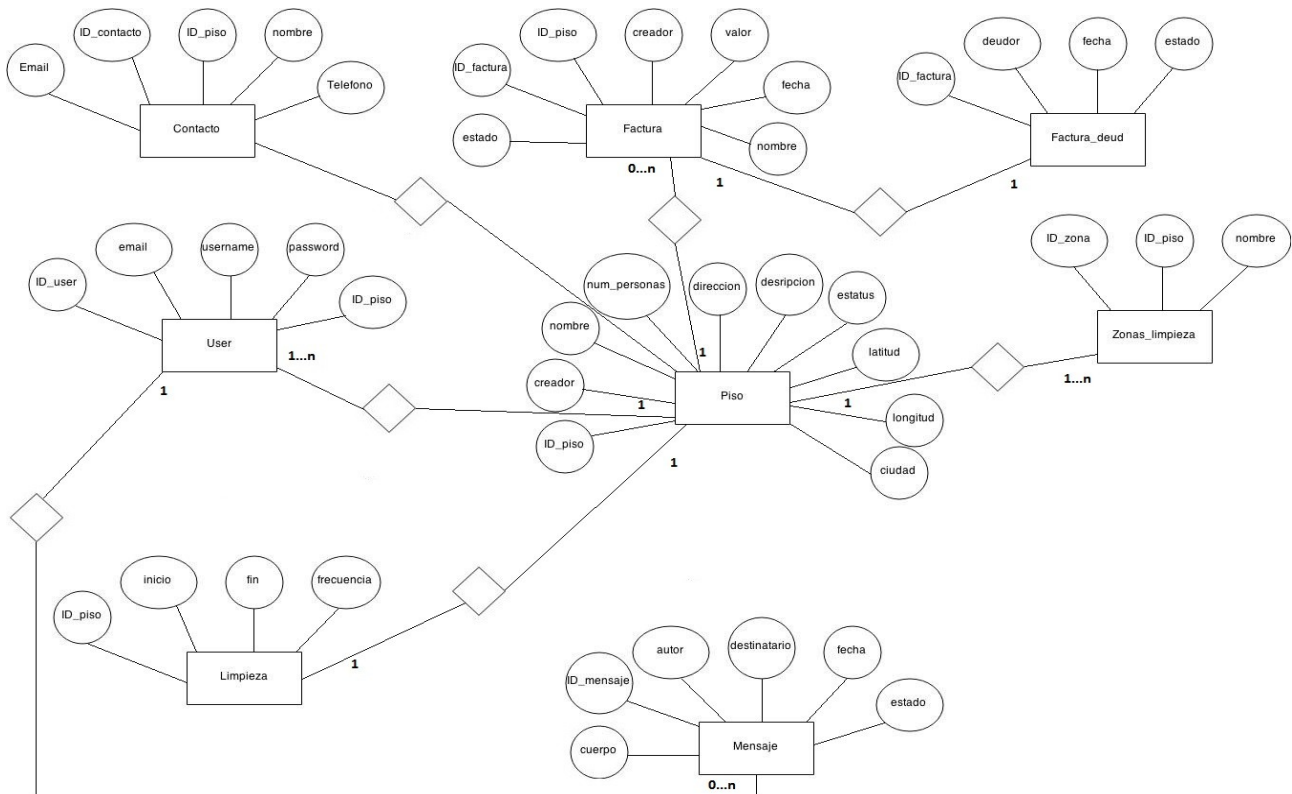 ID_contacto
ID_piso
nombre
Email
Telefono
Contacto
ID_piso
creador
valor
ID_factura
fecha
estado
nombre
Factura
0...n
1
deudor
fecha
estado
ID_factura
Factura_deud
1
email
username
password
ID_user
ID_piso
User
1...n
1
num_personas
direccion
desripcion
estatus
nombre
latitud
creador
longitud
ID_piso
ciudad
Piso
1
1
1
1
ID_zona
ID_piso
nombre
Zonas_limpieza
1...n
inicio
fin
frecuencia
ID_piso
Limpieza
1
autor
destinatario
fecha
ID_mensaje
estado
cuerpo
Mensaje
0...n